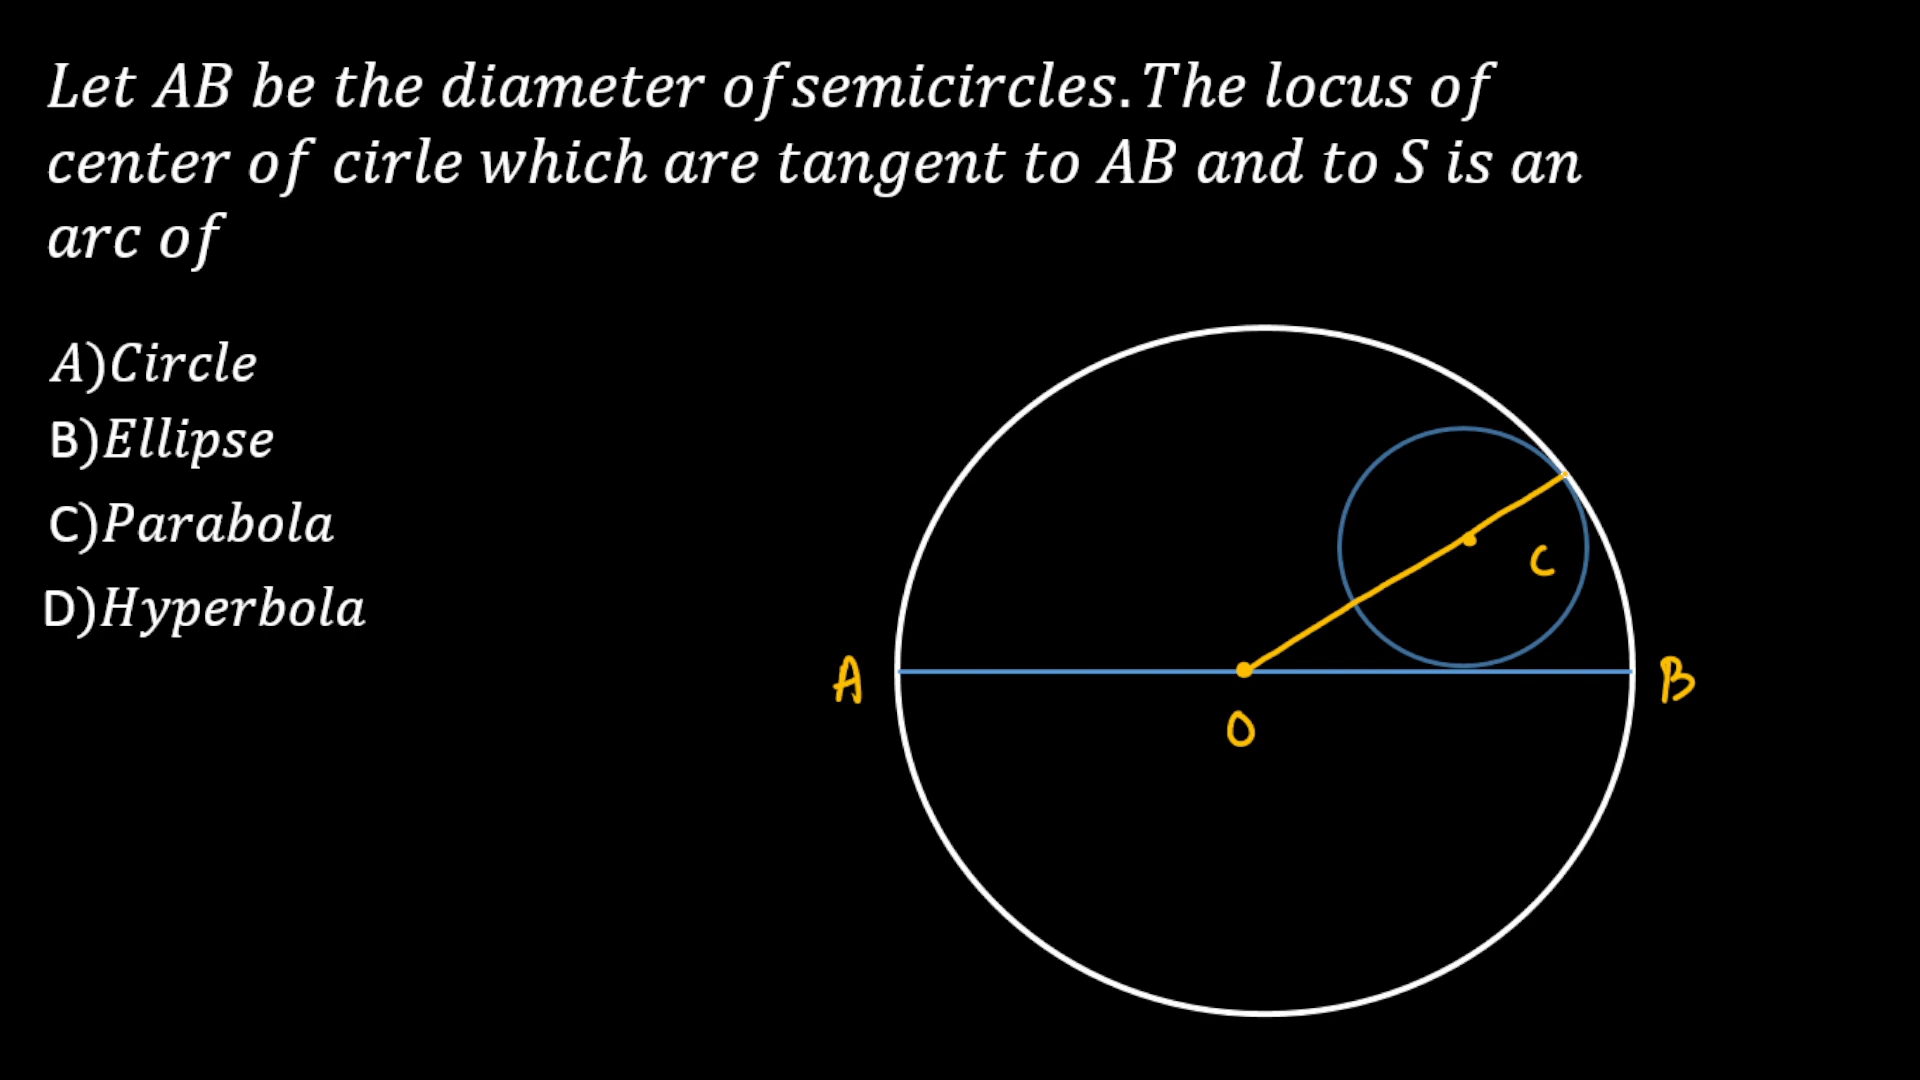 Let AB be the diameter of semicircles.The locus of
center of cirle which are tangent to AB and to S is an
arc of
A)Circle
B)Ellipse
C)Parabola
D)Hyperbola
C
A
B
O